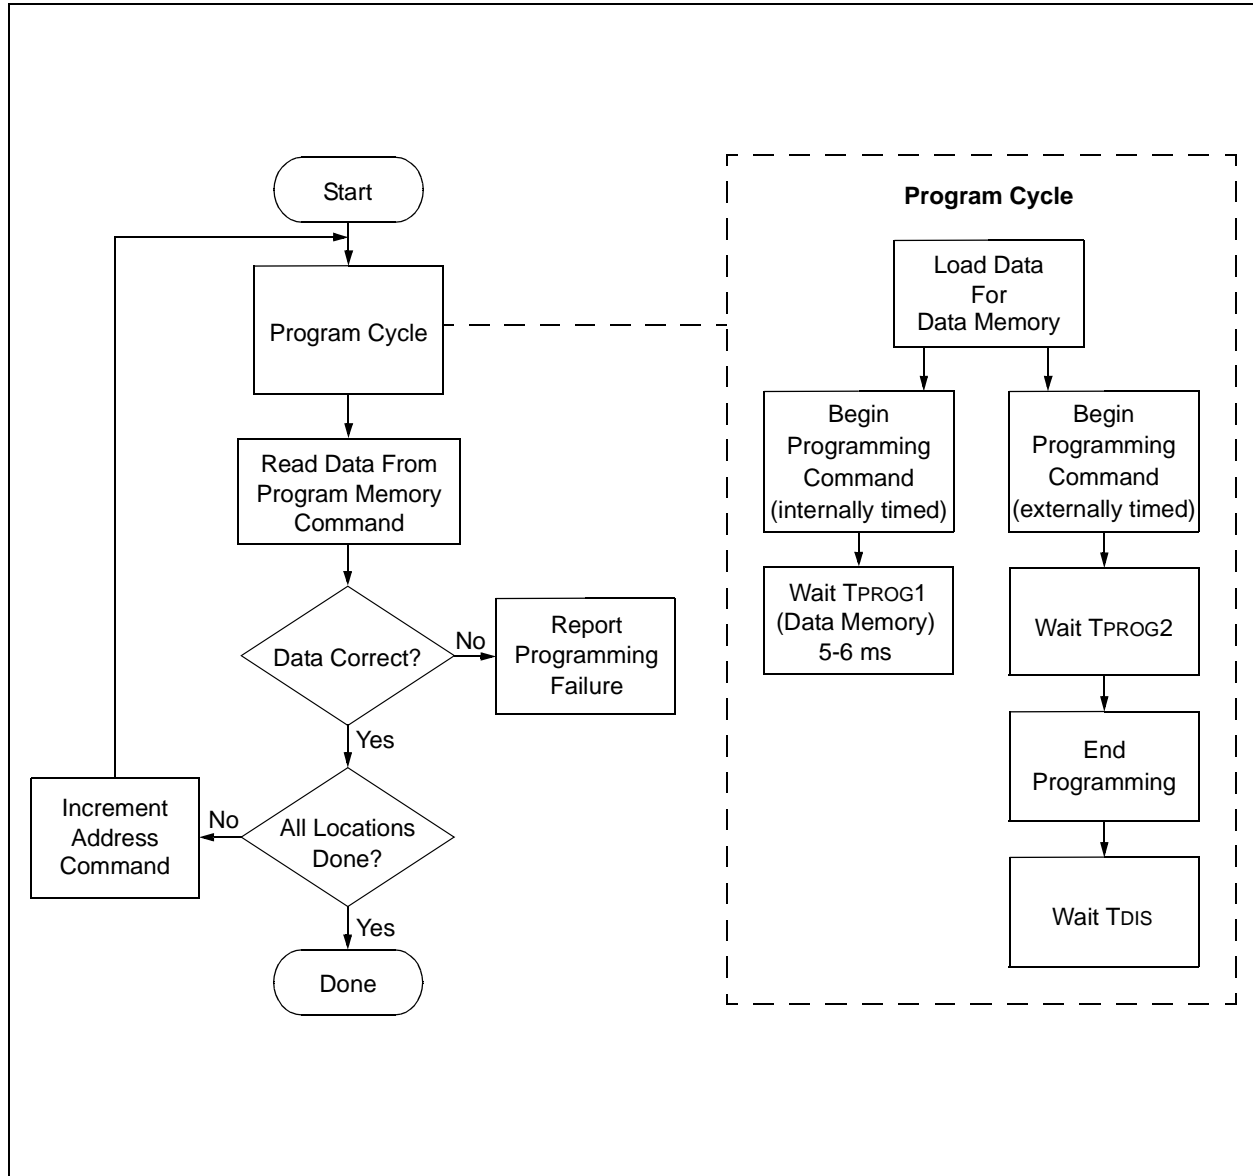 Start
Program Cycle
Read Data From
Program Memory
Command
Data Correct?
No
Report
Programming
Failure
Yes
All Locations
Done?
No
Increment
Address
Command
Yes
Done
Program Cycle
Load Data
For
Data Memory
Begin
Programming
Command
(internally timed)
Wait TPROG1
(Data Memory)
5-6 ms
Begin
Programming
Command
(externally timed)
Wait TPROG2
End
Programming
Wait TDIS